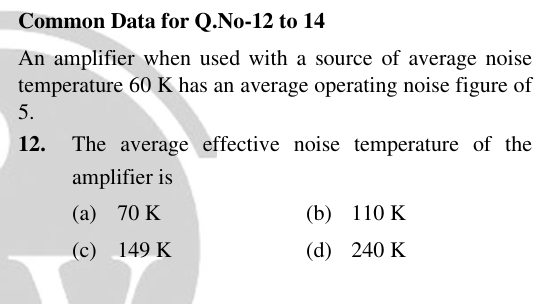 Common Data for Q.No-12 to 14
An amplifier when used with a source of average noise
temperature 60 K has an average operating noise figure of
5.
12. The average effective noise temperature of the
amplifier is
(a) 70 K (b) 110 K
(c) 149 K (d) 240 K